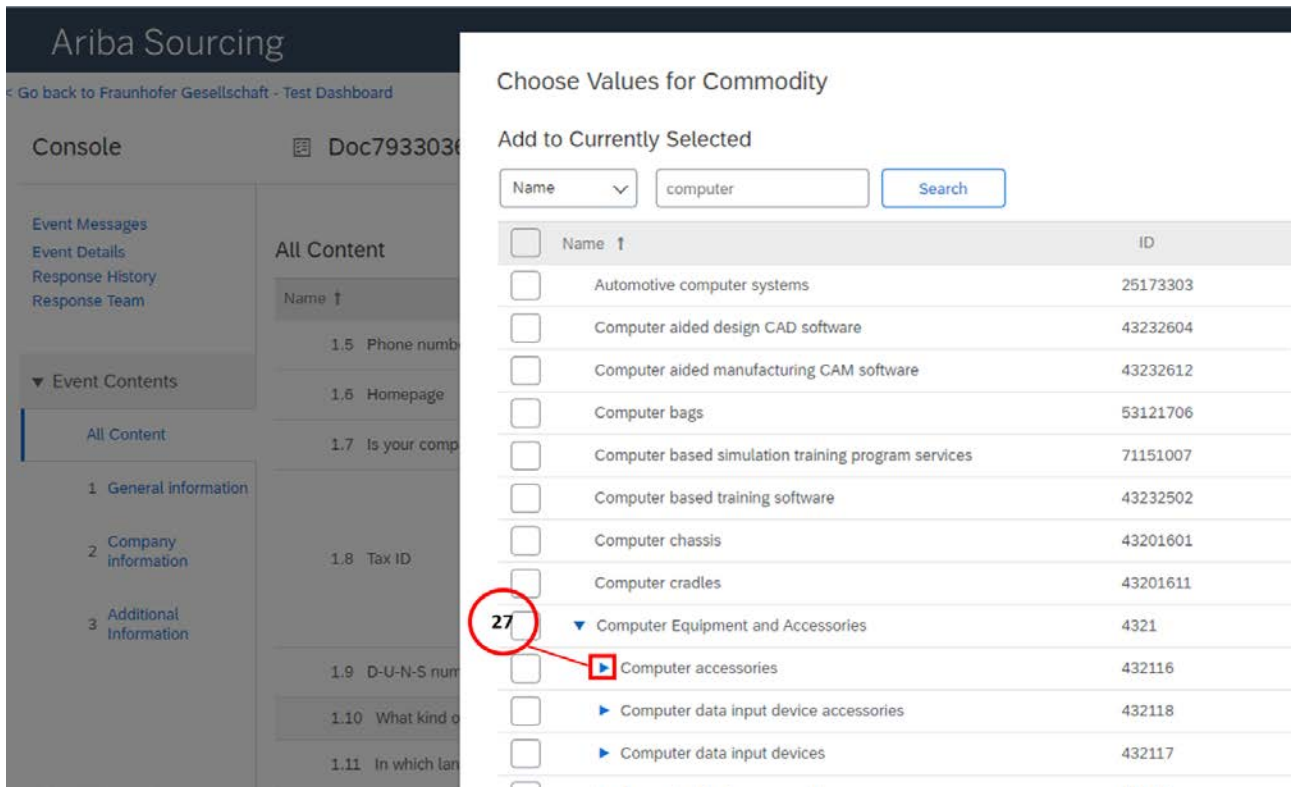 Ariba Sourcing
< Go back to Fraunhofer Gesellschaft - Test Dashboard
Console
Doc7933036
Event Messages
Event Details
Response History
Response Team
▼ Event Contents
All Content
1 General information
2 Company
information
3 Additional
Information
All Content
Name ↑
1.5 Phone numb
1.6 Homepage
1.7 Is your comp
1.8 Tax ID
1.9 D-U-N-S num
1.10 What kind o
1.11 In which lan
Choose Values for Commodity
Add to Currently Selected
Name computer Search
Name ↑ ID
Automotive computer systems 25173303
Computer aided design CAD software 43232604
Computer aided manufacturing CAM software 43232612
Computer bags 53121706
Computer based simulation training program services 71151007
Computer based training software 43232502
Computer chassis 43201601
Computer cradles 43201611
27 ▼ Computer Equipment and Accessories 4321
► Computer accessories 432116
► Computer data input device accessories 432118
► Computer data input devices 432117